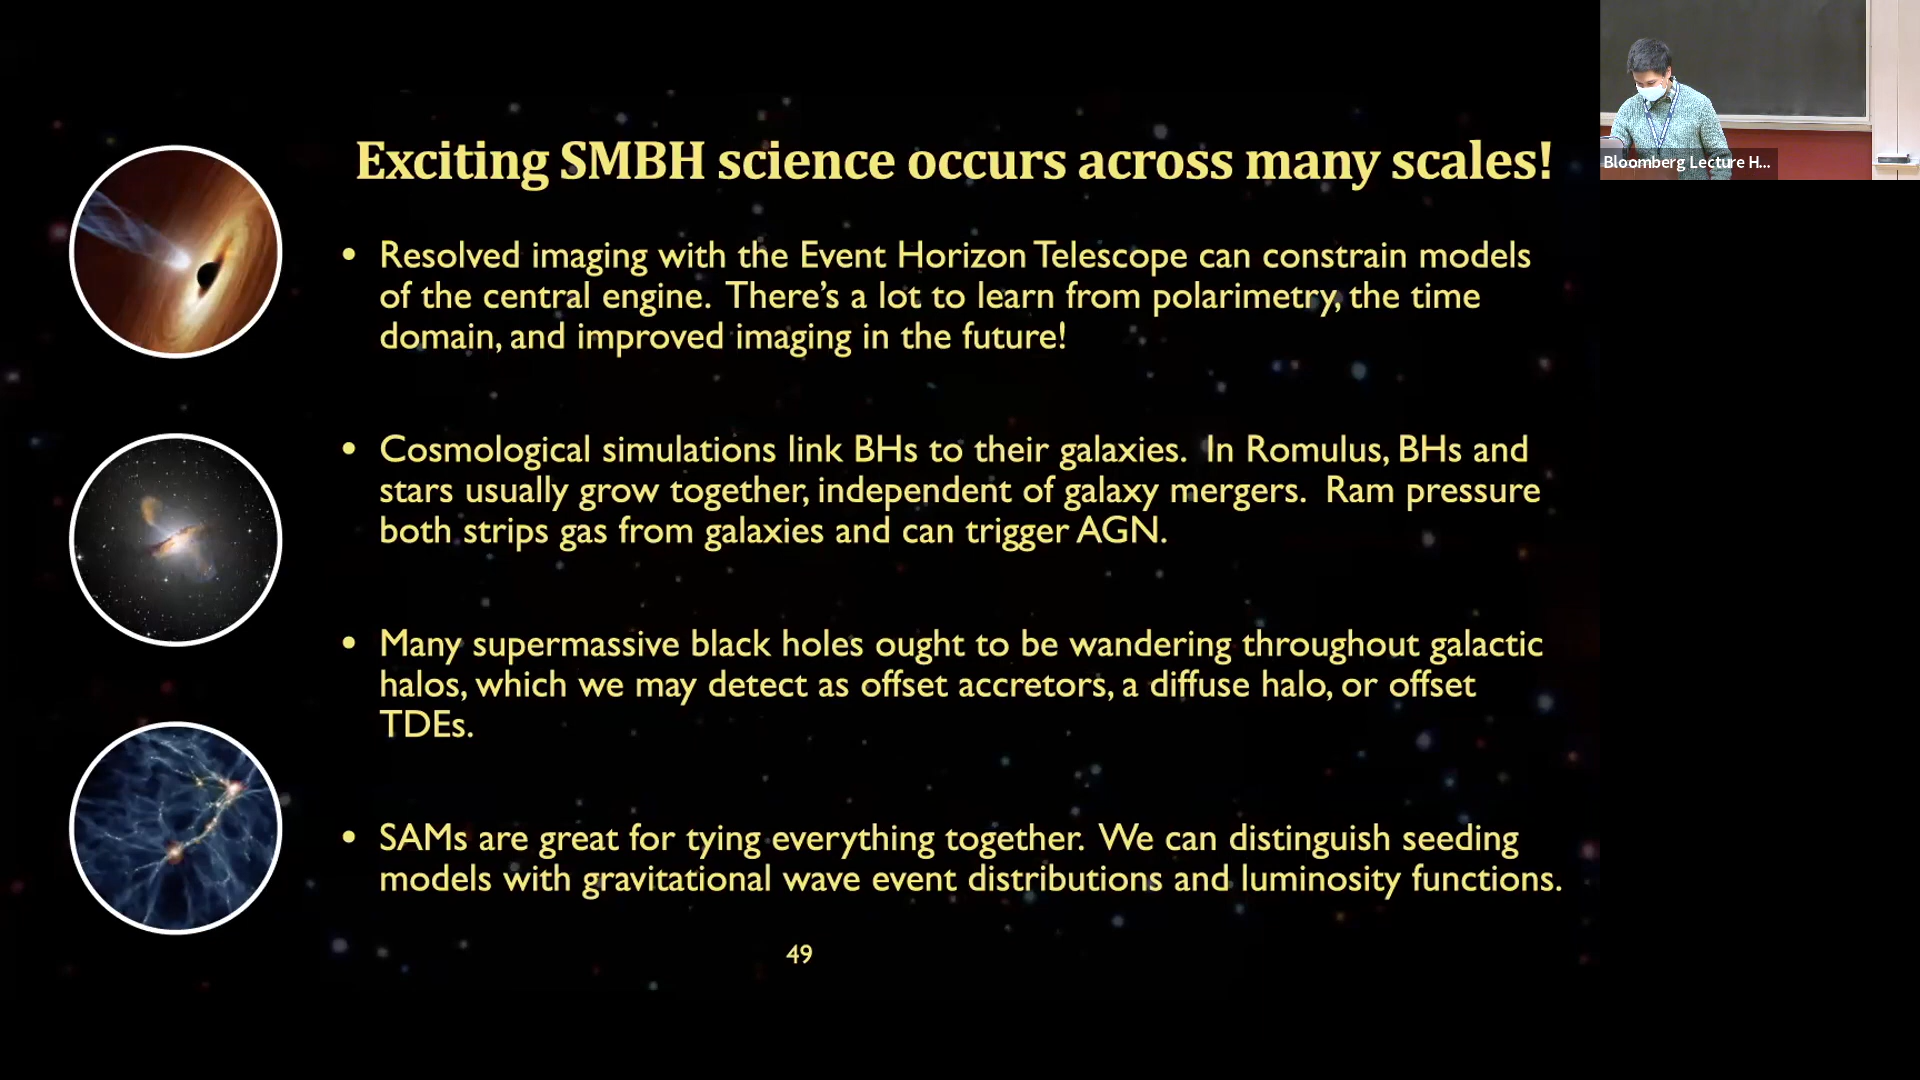 Exciting SMBH science occurs across many scales!
• Resolved imaging with the Event Horizon Telescope can constrain models
of the central engine. There’s a lot to learn from polarimetry, the time
domain, and improved imaging in the future!
• Cosmological simulations link BHs to their galaxies. In Romulus, BHs and
stars usually grow together, independent of galaxy mergers. Ram pressure
both strips gas from galaxies and can trigger AGN.
• Many supermassive black holes ought to be wandering throughout galactic
halos, which we may detect as offset accretors, a diffuse halo, or offset
TDEs.
• SAMs are great for tying everything together. We can distinguish seeding
models with gravitational wave event distributions and luminosity functions.
49
Bloomberg Lecture H...